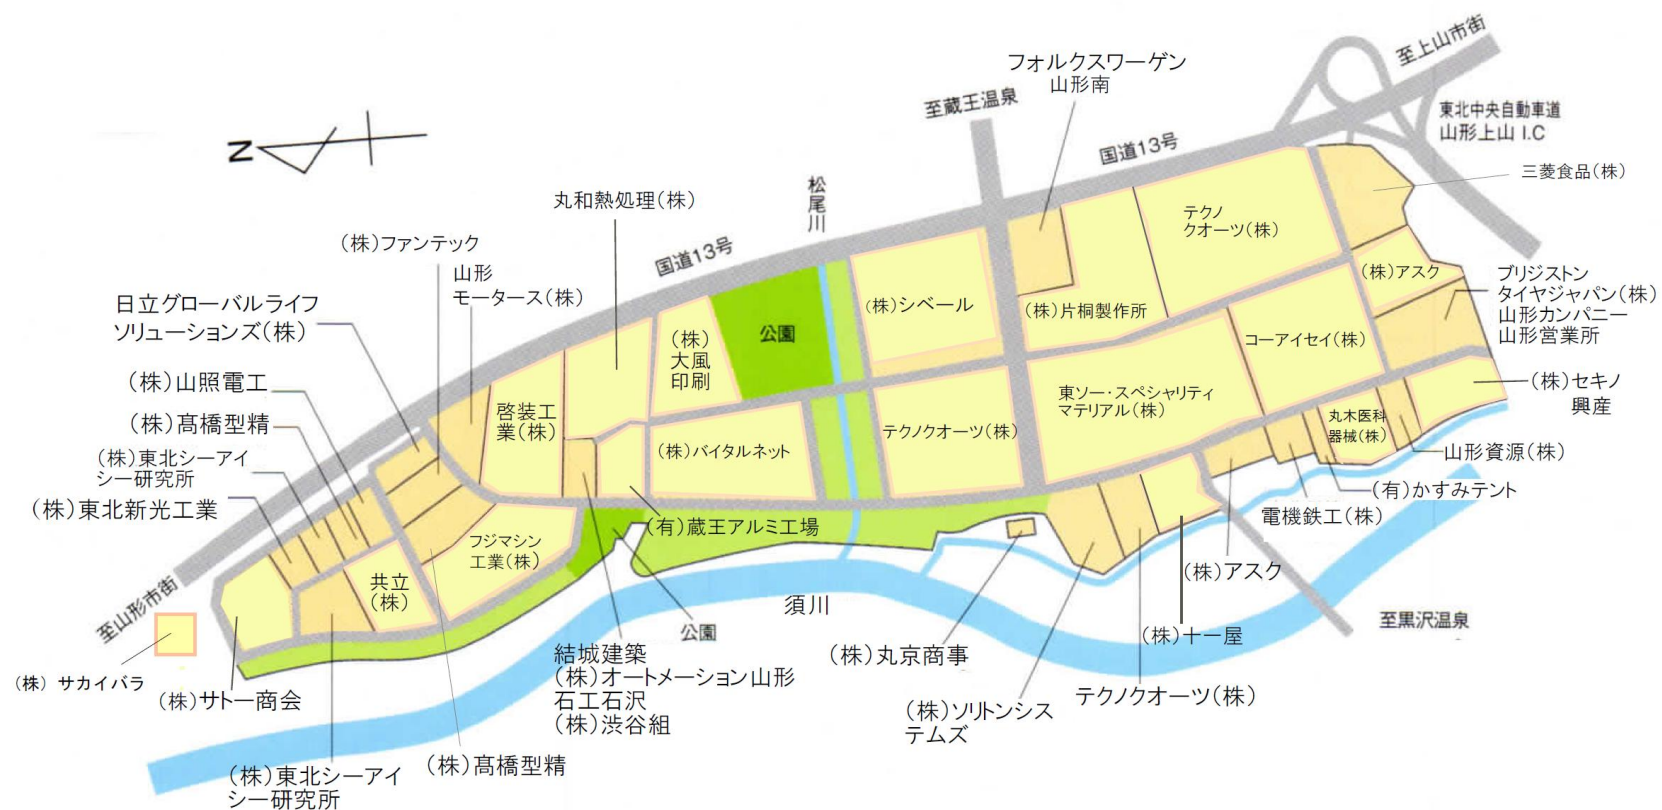 至上山市街
フォルクスワーゲン
山形南
至蔵王温泉
東北中央自動車道
山形上山 I.C
国道13号
N
三菱食品(株)
松尾川
丸和熱処理(株)
テクノ
クオーツ(株)
(株)ファンテック
国道13号
山形
モータース(株)
(株)アスク
ブリジストン
タイヤジャパン(株)
山形カンパニー
山形営業所
日立グローバルライフ
ソリューションズ(株)
(株)シベール
(株)片桐製作所
公園
(株)
大風
印刷
コーアイセイ(株)
(株)山照電工
(株)セキノ
興産
東ソー・スペシャリティ
マテリアル(株)
啓装工
業(株)
丸木医科
器械(株)
(株)髙橋型精
テクノクオーツ(株)
(株)バイタルネット
山形資源(株)
(株)東北シーアイ
シー研究所
(有)かすみテント
(株)東北新光工業
電機鉄工(株)
(有)蔵王アルミ工場
フジマシン
工業(株)
(株)アスク
共立
(株)
至山形市街
須川
公園
至黒沢温泉
(株)十一屋
(株)丸京商事
結城建築
(株)オートメーション山形
石工石沢
(株)渋谷組
(株) サカイバラ
(株)サトー商会
テクノクオーツ(株)
(株)ソリトンシス
テムズ
(株)髙橋型精
(株)東北シーアイ
シー研究所